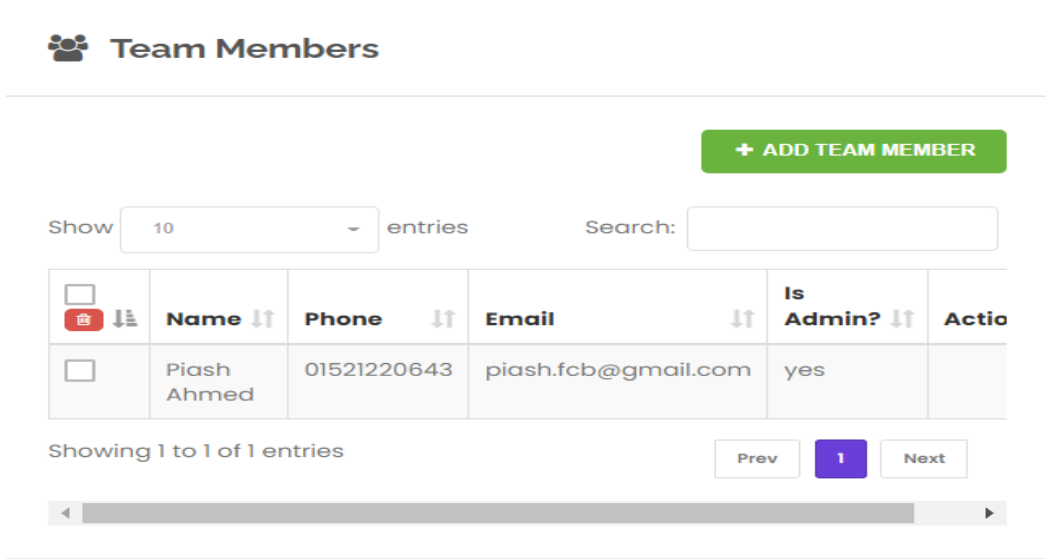 Team Members
+ ADD TEAM MEMBER
Show 10 entries Search:
Name Phone Email Is Admin? Actio
Piash Ahmed 01521220643 piash.fcb@gmail.com yes
Showing 1 to 1 of 1 entries Prev 1 Next